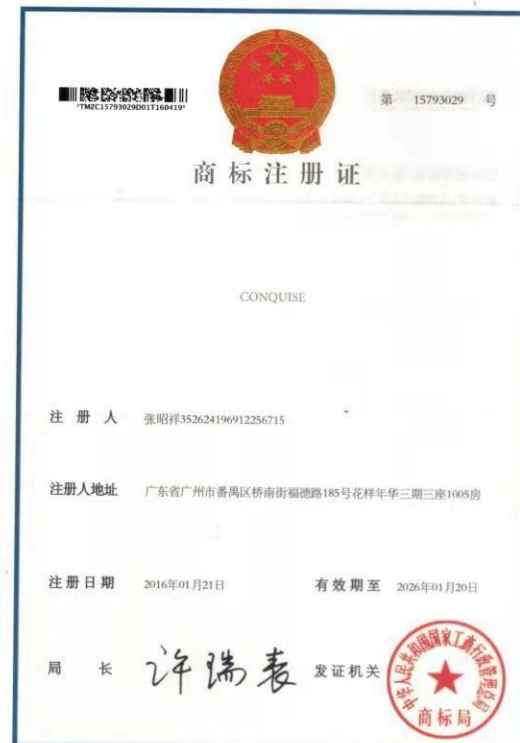 *TMZC15793029D01T160419*
第 15793029 号
商标注册证
CONQUISE
注 册 人 张昭祥352624196912256715
注册人地址 广东省广州市番禺区桥南街福德路185号花样年华三期三座1005房
注册日期 2016年01月21日 有效期至 2026年01月20日
局 长 许瑞表 发证机关
中华人民共和国国家工商行政管理总局
商标局